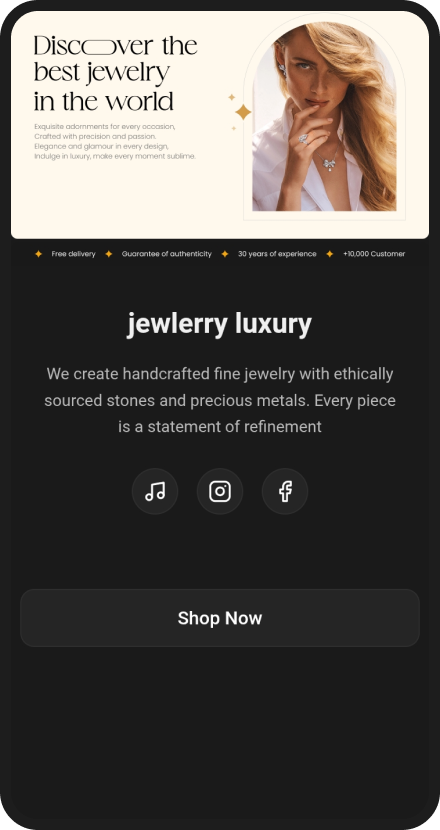 Discover the
best jewelry
in the world
Exquisite adornments for every occasion,
Crafted with precision and passion.
Elegance and glamour in every design,
Indulge in luxury, make every moment sublime.
Free delivery Guarantee of authenticity 30 years of experience +10,000 Customer
jewlerry luxury
We create handcrafted fine jewelry with ethically
sourced stones and precious metals. Every piece
is a statement of refinement
Shop Now